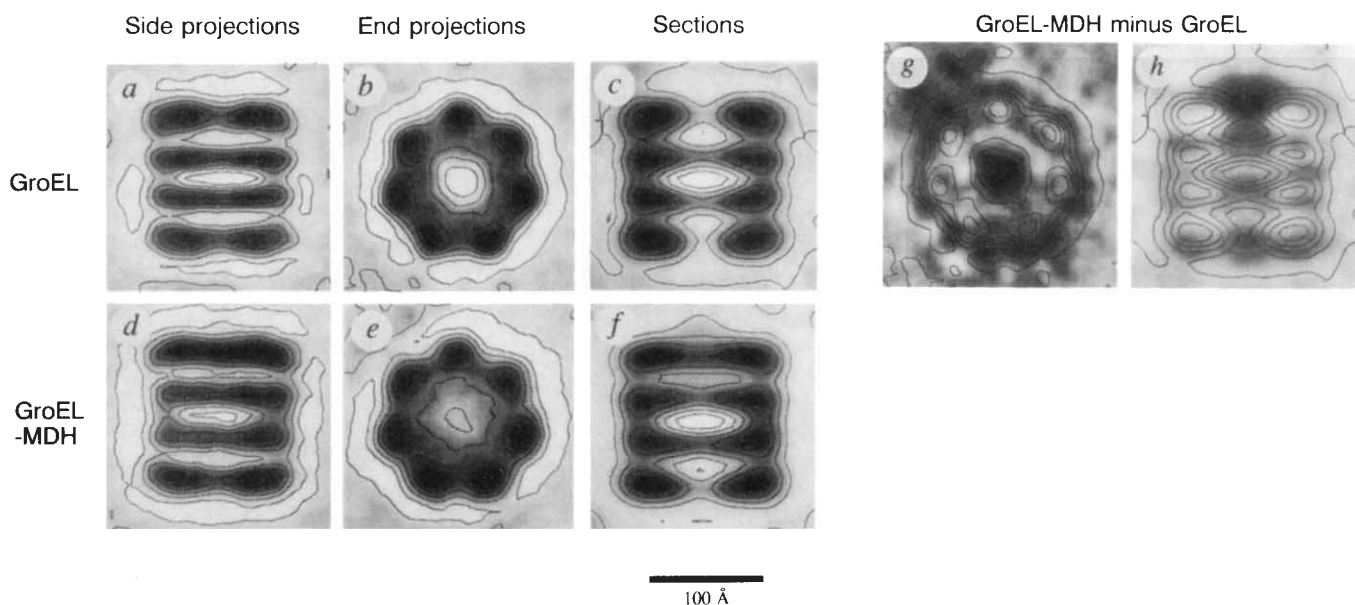 Side projections
End projections
Sections
GroEL-MDH minus GroEL
a
b
c
g
h
GroEL
d
e
f
GroEL
-MDH
100 Å